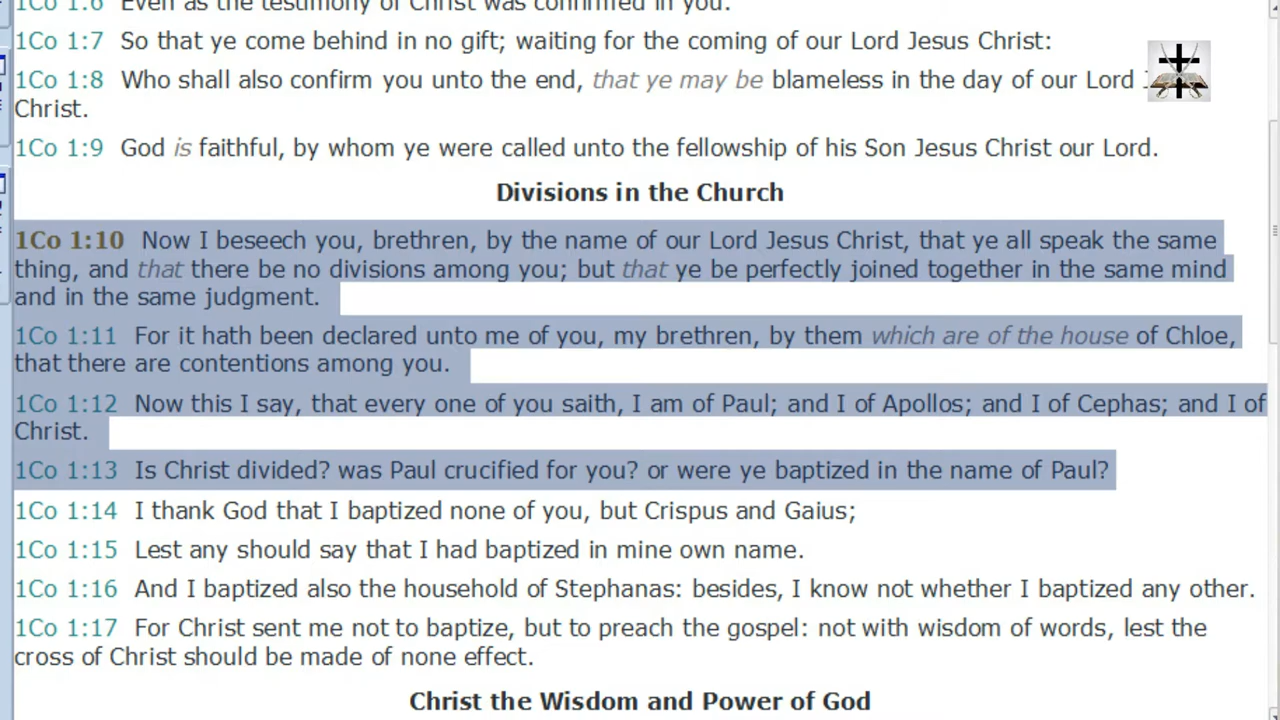 1Co 1:6 Even as the testimony of Christ was confirmed in you.
1Co 1:7 So that ye come behind in no gift; waiting for the coming of our Lord Jesus Christ:
1Co 1:8 Who shall also confirm you unto the end, that ye may be blameless in the day of our Lord
Christ.
1Co 1:9 God is faithful, by whom ye were called unto the fellowship of his Son Jesus Christ our Lord.
Divisions in the Church
1Co 1:10 Now I beseech you, brethren, by the name of our Lord Jesus Christ, that ye all speak the same
thing, and that there be no divisions among you; but that ye be perfectly joined together in the same mind
and in the same judgment.
1Co 1:11 For it hath been declared unto me of you, my brethren, by them which are of the house of Chloe,
that there are contentions among you.
1Co 1:12 Now this I say, that every one of you saith, I am of Paul; and I of Apollos; and I of Cephas; and I of
Christ.
1Co 1:13 Is Christ divided? was Paul crucified for you? or were ye baptized in the name of Paul?
1Co 1:14 I thank God that I baptized none of you, but Crispus and Gaius;
1Co 1:15 Lest any should say that I had baptized in mine own name.
1Co 1:16 And I baptized also the household of Stephanas: besides, I know not whether I baptized any other.
1Co 1:17 For Christ sent me not to baptize, but to preach the gospel: not with wisdom of words, lest the
cross of Christ should be made of none effect.
Christ the Wisdom and Power of God